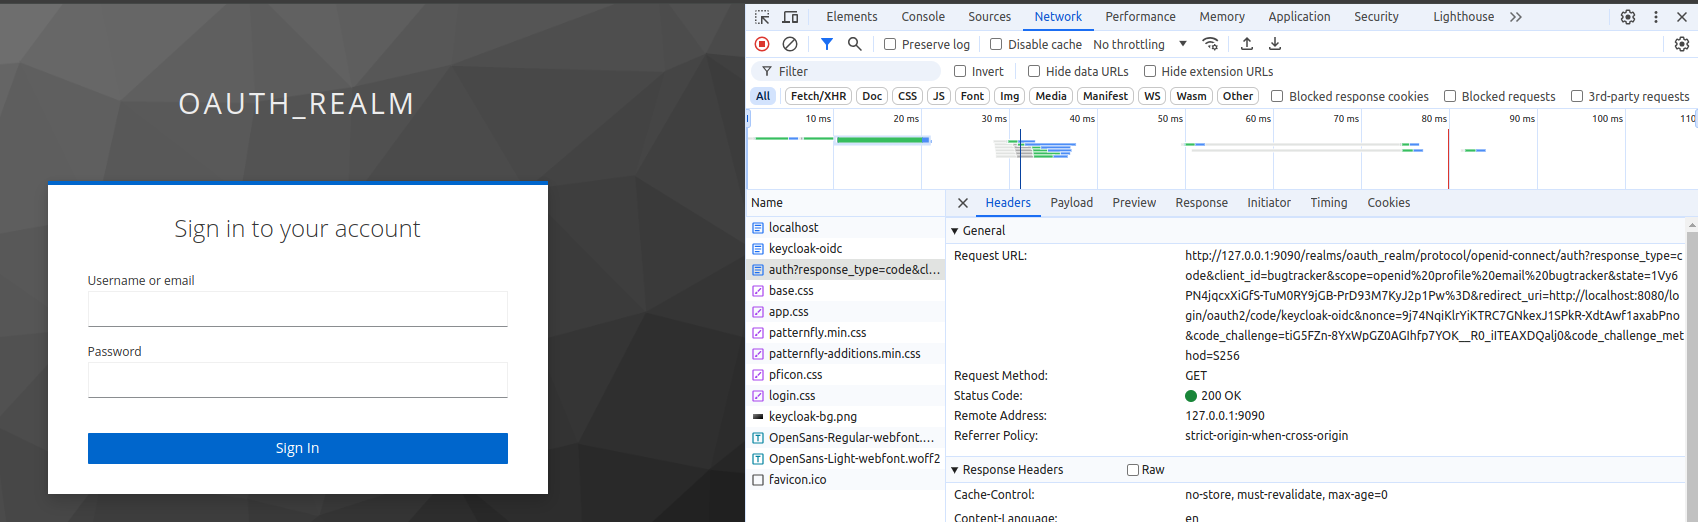 OAUTH_REALM
Sign in to your account
Username or email
Password
Sign In
Elements Console Sources Network Performance Memory Application Security Lighthouse
Preserve log Disable cache No throttling
Filter Invert Hide data URLs Hide extension URLs
All Fetch/XHR Doc CSS JS Font Img Media Manifest WS Wasm Other Blocked response cookies Blocked requests 3rd-party requests
10 ms 20 ms 30 ms 40 ms 50 ms 60 ms 70 ms 80 ms 90 ms 100 ms 110
Name
localhost
keycloak-oidc
auth?response_type=code&cl...
base.css
app.css
patternfly.min.css
patternfly-additions.min.css
pficon.css
login.css
keycloak-bg.png
OpenSans-Regular-webfont....
OpenSans-Light-webfont.woff2
favicon.ico
Headers Payload Preview Response Initiator Timing Cookies
General
Request URL: http://127.0.0.1:9090/realms/oauth_realm/protocol/openid-connect/auth?response_type=c
ode&client_id=bugtracker&scope=openid%20profile%20email%20bugtracker&state=1Vy6
PN4jqcxXiGfS-TuM0RY9jGB-PrD93M7KyJ2p1Pw%3D&redirect_uri=http://localhost:8080/lo
gin/oauth2/code/keycloak-oidc&nonce=9j74NqiKlrYiKTRC7GNkexJ1SPkR-XdtAwf1axabPno
&code_challenge=tiG5FZn-8YxWpGZ0AGIhfp7YOK__R0_iITEAXDQalj0&code_challenge_met
hod=S256
Request Method: GET
Status Code: 200 OK
Remote Address: 127.0.0.1:9090
Referrer Policy: strict-origin-when-cross-origin
Response Headers Raw
Cache-Control: no-store, must-revalidate, max-age=0
Content-Language: en